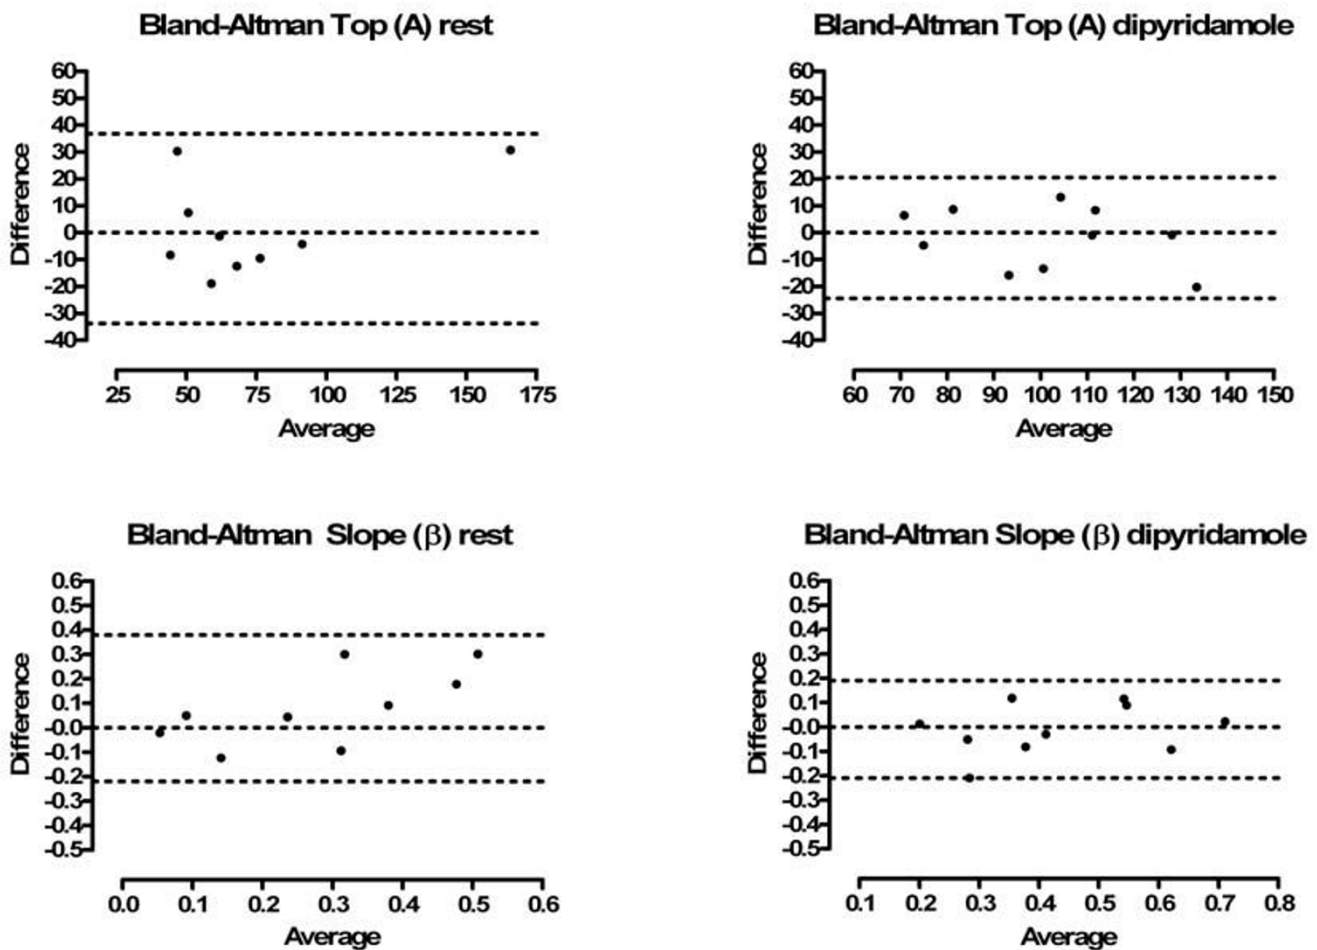 Bland-Altman Top (A) rest
60
50
40
30
20
10
0
-10
-20
-30
-40
Difference
25 50 75 100 125 150 175
Average
Bland-Altman Top (A) dipyridamole
60
50
40
30
20
10
0
-10
-20
-30
-40
Difference
60 70 80 90 100 110 120 130 140 150
Average
Bland-Altman Slope (β) rest
0.6
0.5
0.4
0.3
0.2
0.1
-0.0
-0.1
-0.2
-0.3
-0.4
-0.5
Difference
0.0 0.1 0.2 0.3 0.4 0.5 0.6
Average
Bland-Altman Slope (β) dipyridamole
0.6
0.5
0.4
0.3
0.2
0.1
-0.0
-0.1
-0.2
-0.3
-0.4
-0.5
Difference
0.1 0.2 0.3 0.4 0.5 0.6 0.7 0.8
Average